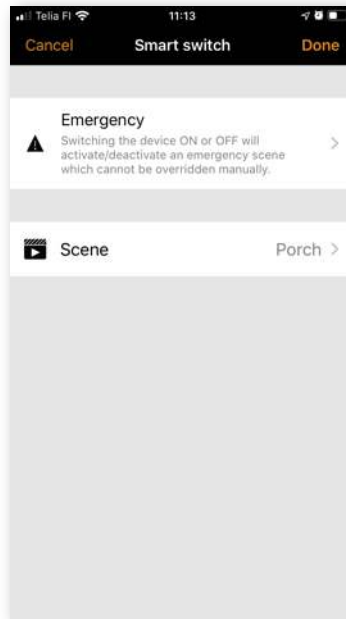 Telia FI 11:13
Cancel Smart switch Done
Emergency
Switching the device ON or OFF will
activate/deactivate an emergency scene
which cannot be overridden manually.
Scene Porch